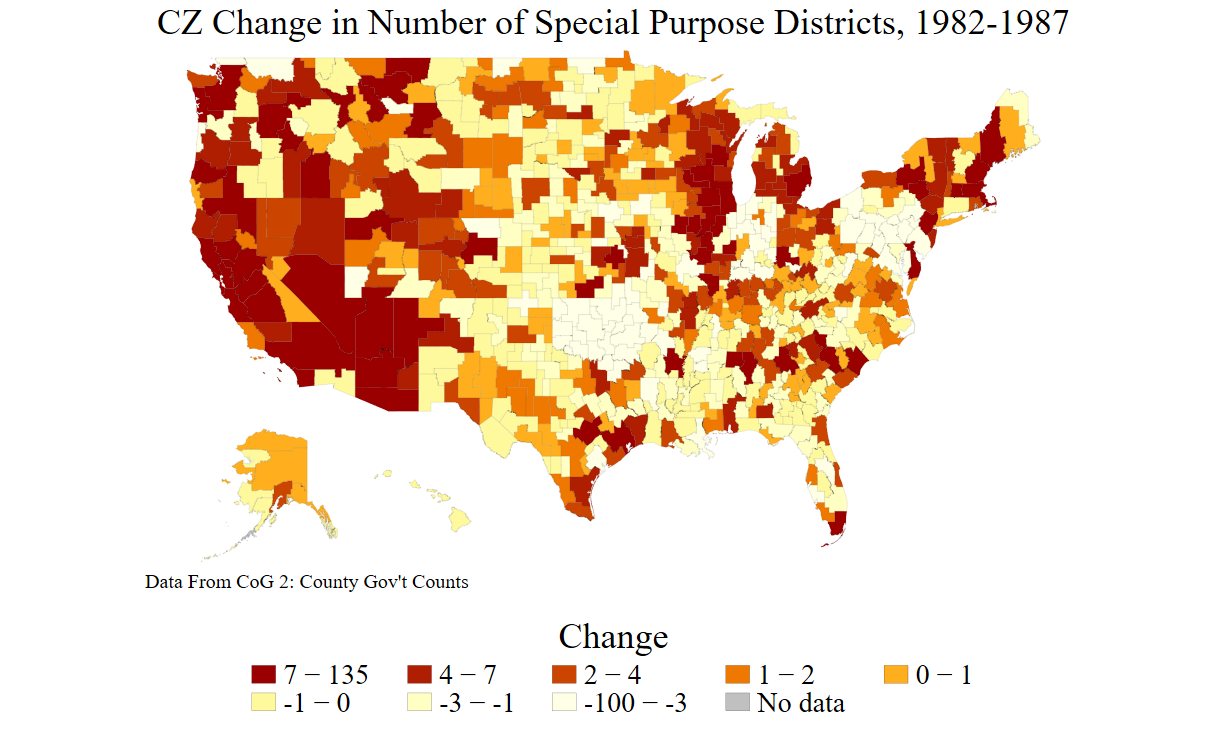 CZ Change in Number of Special Purpose Districts, 1982-1987
Data From CoG 2: County Gov't Counts
Change
7 − 135 4 − 7 2 − 4 1 − 2 0 − 1
-1 − 0 -3 − -1 -100 − -3 No data